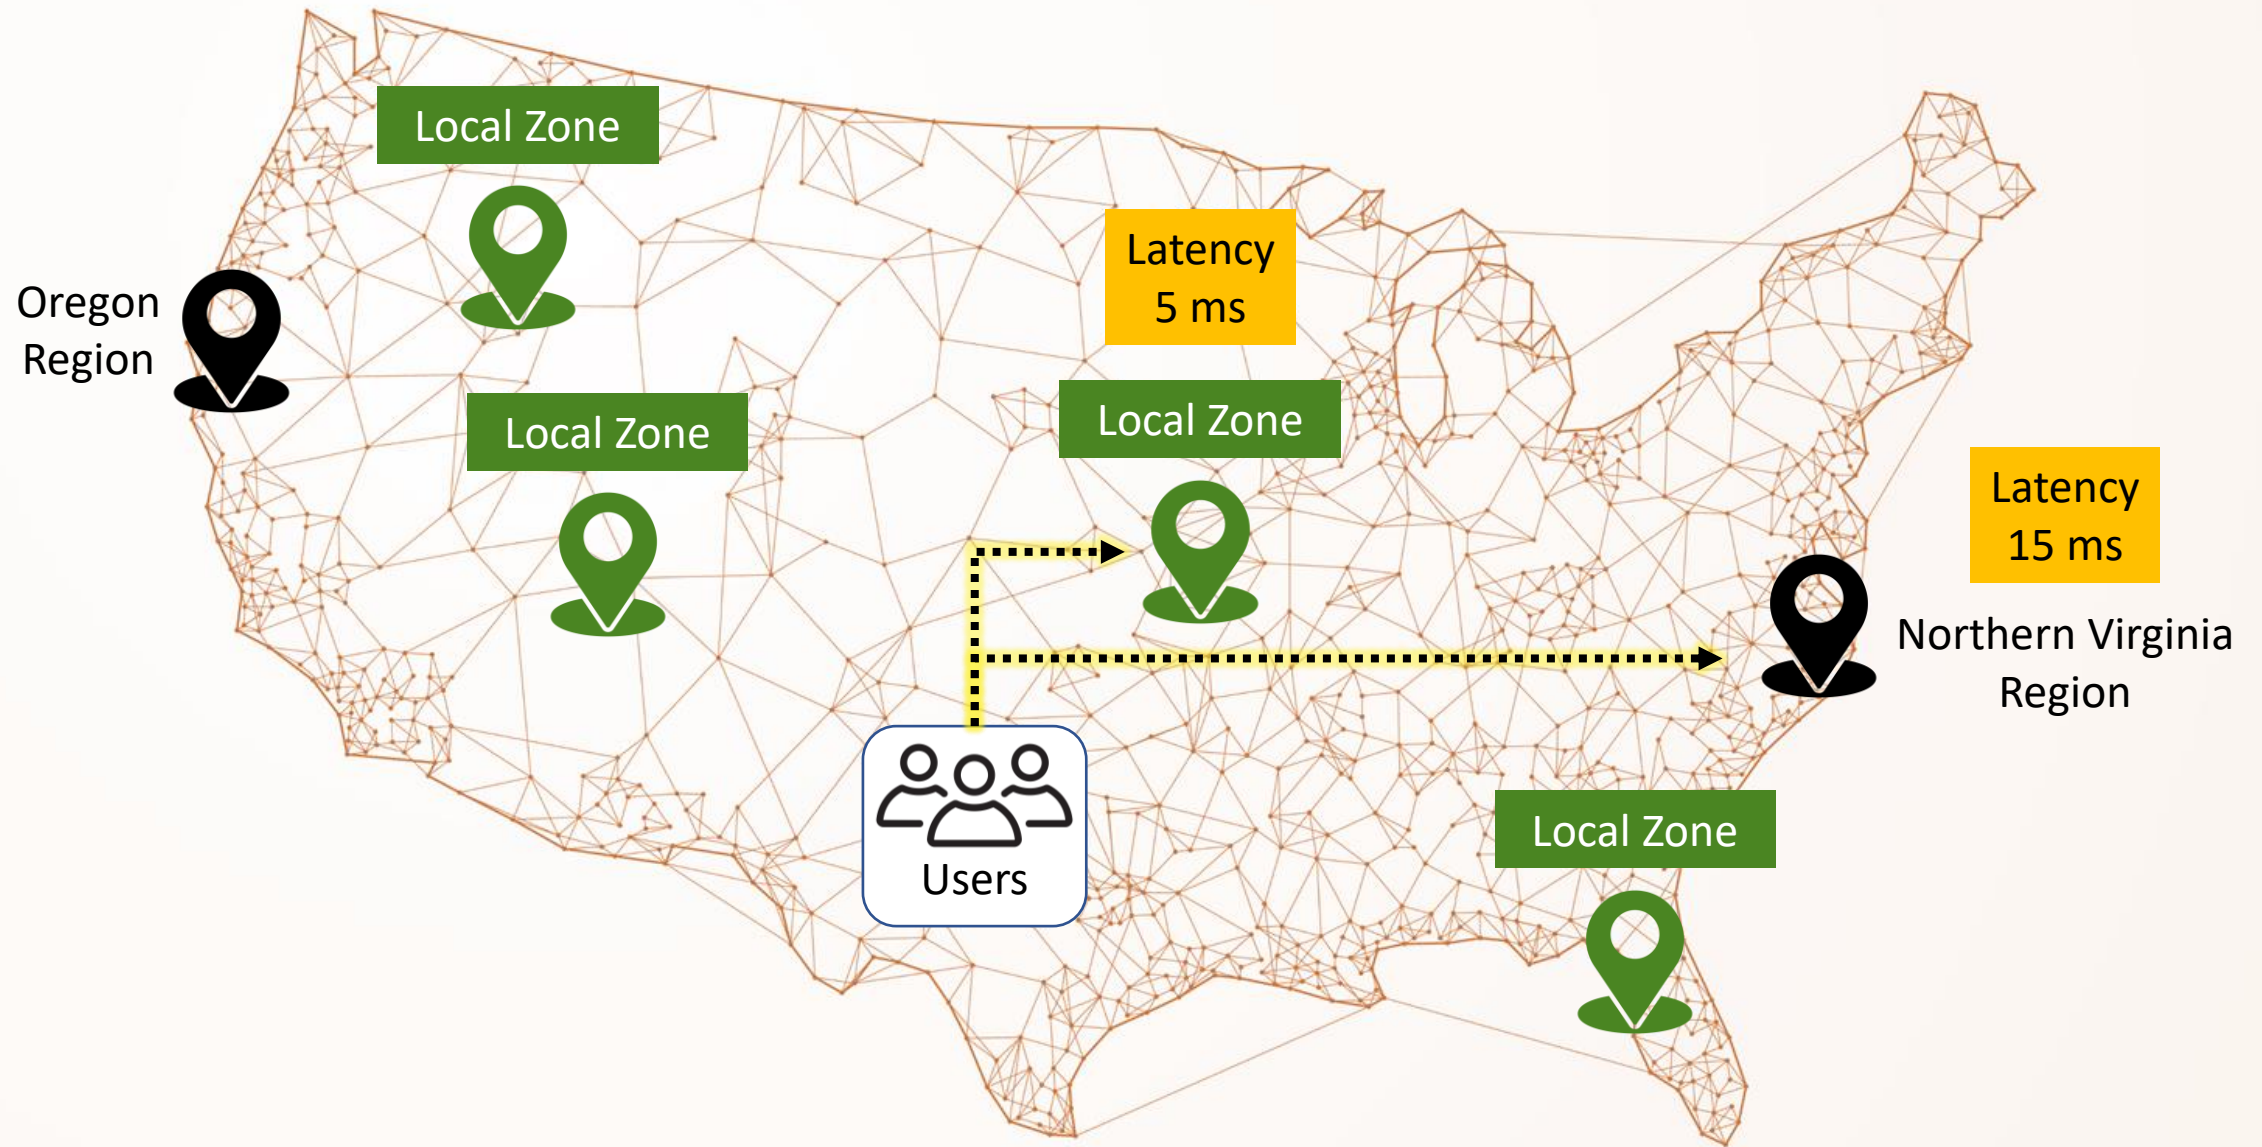 Local Zone
Latency
5 ms
Oregon
Region
Local Zone
Local Zone
Latency
15 ms
Northern Virginia
Region
Local Zone
Users